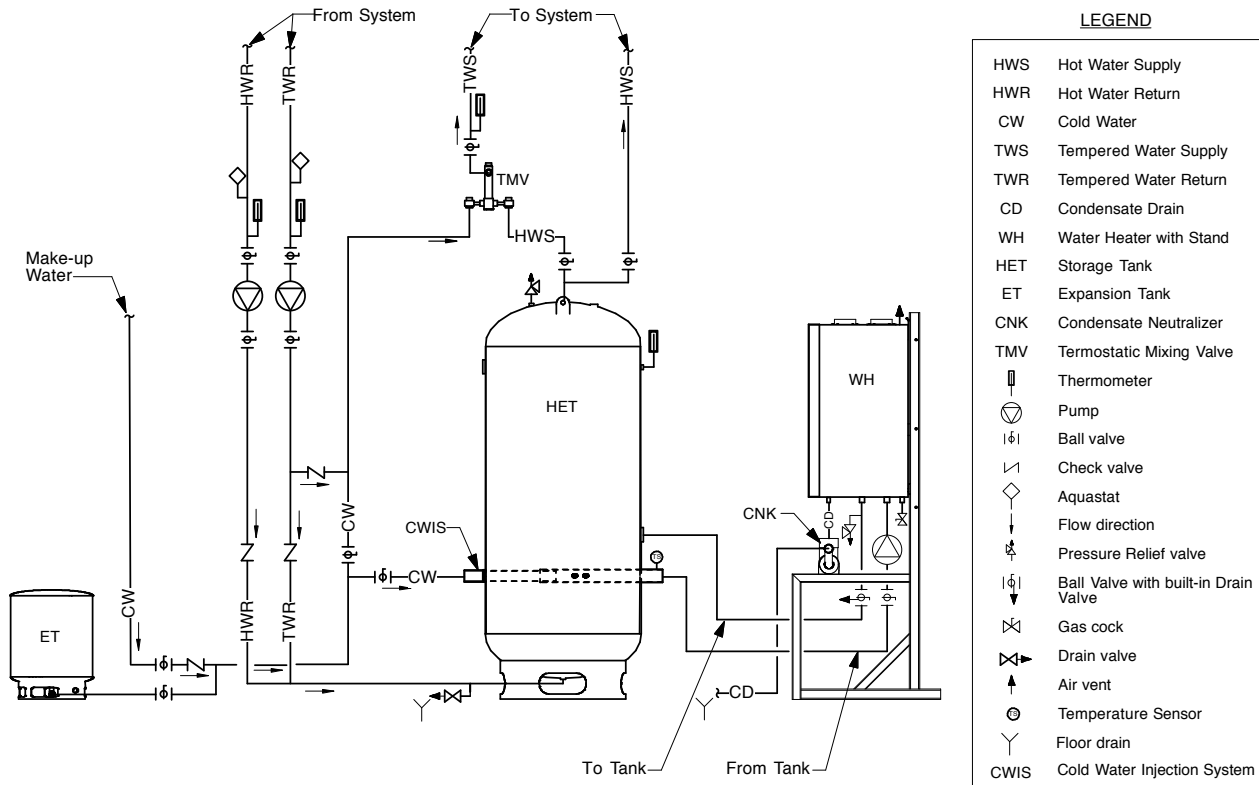 From System
To System
HWR
TWR
TWS
HWS
TMV
HWS
Make-up
Water
WH
HET
CNK
CD
CW
CWIS
CW
TS
CW
ET
HWR
TWR
CD
To Tank
From Tank
LEGEND
HWS Hot Water Supply
HWR Hot Water Return
CW Cold Water
TWS Tempered Water Supply
TWR Tempered Water Return
CD Condensate Drain
WH Water Heater with Stand
HET Storage Tank
ET Expansion Tank
CNK Condensate Neutralizer
TMV Termostatic Mixing Valve
Thermometer
Pump
Ball valve
Check valve
Aquastat
Flow direction
Pressure Relief valve
Ball Valve with built-in Drain
Valve
Gas cock
Drain valve
Air vent
TS Temperature Sensor
Floor drain
CWIS Cold Water Injection System